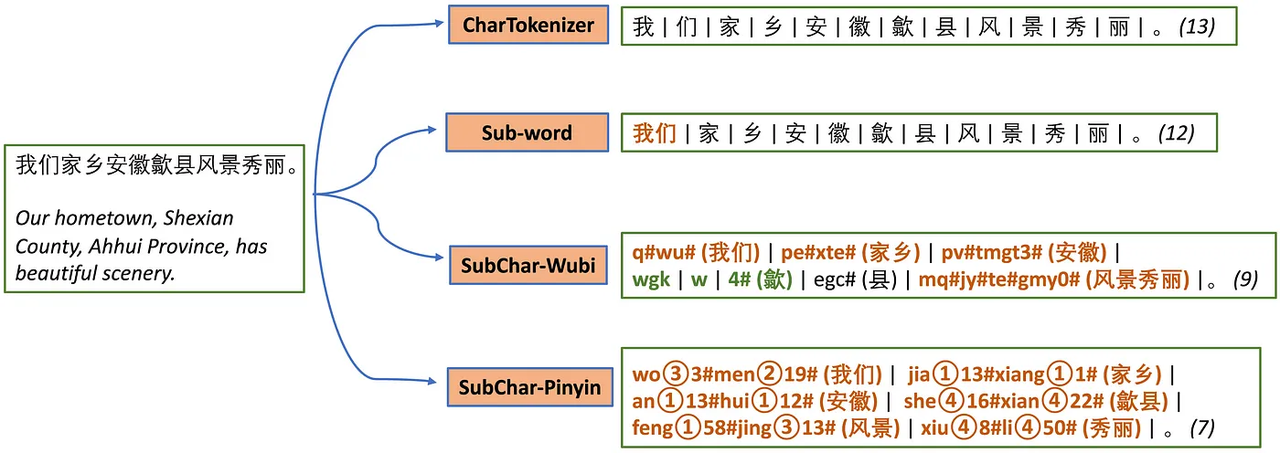 CharTokenizer
我 | 们 | 家 | 乡 | 安 | 徽 | 歙 | 县 | 风 | 景 | 秀 | 丽 | 。 (13)
Sub-word
我们 | 家 | 乡 | 安 | 徽 | 歙 | 县 | 风 | 景 | 秀 | 丽 | 。 (12)
我们家乡安徽歙县风景秀丽。
Our hometown, Shexian
County, Ahhui Province, has
beautiful scenery.
SubChar-Wubi
q#wu# (我们) | pe#xte# (家乡) | pv#tmgt3# (安徽) |
wgk | w | 4# (歙) | egc# (县) | mq#jy#te#gmy0# (风景秀丽) |。 (9)
SubChar-Pinyin
wo③3#men②19# (我们) | jia①13#xiang①1# (家乡) |
an①13#hui①12# (安徽) | she④16#xian④22# (歙县) |
feng①58#jing③13# (风景) | xiu④8#li④50# (秀丽) | 。 (7)